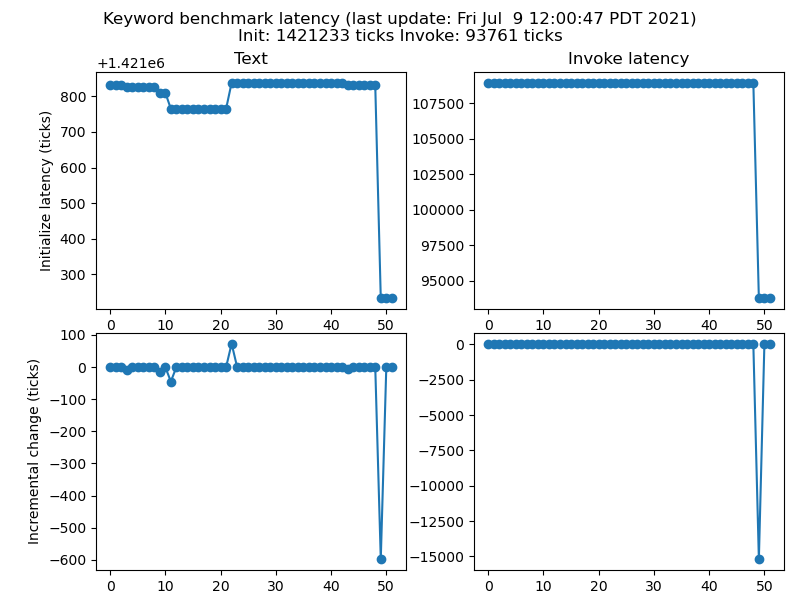 Keyword benchmark latency (last update: Fri Jul  9 12:00:47 PDT 2021)
Init: 1421233 ticks Invoke: 93761 ticks
Text
+1.421e6
800
700
600
500
400
300
Initialize latency (ticks)
0 10 20 30 40 50
Invoke latency
107500
105000
102500
100000
97500
95000
0 10 20 30 40 50
100
0
−100
−200
−300
−400
−500
−600
Incremental change (ticks)
0 10 20 30 40 50
0
−2500
−5000
−7500
−10000
−12500
−15000
0 10 20 30 40 50